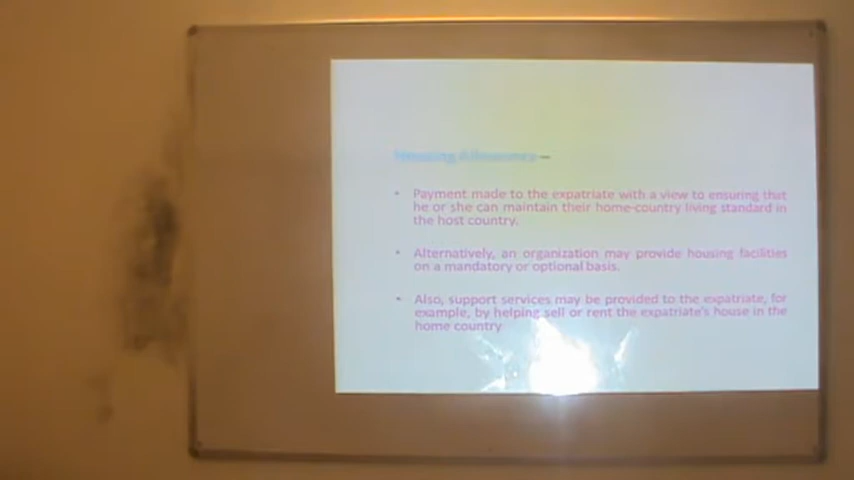 Housing Allowance –
• Payment made to the expatriate with a view to ensuring that
he or she can maintain their home-country living standard in
the host country.
• Alternatively, an organization may provide housing facilities
on a mandatory or optional basis.
• Also, support services may be provided to the expatriate, for
example, by helping sell or rent the expatriate's house in the
home country